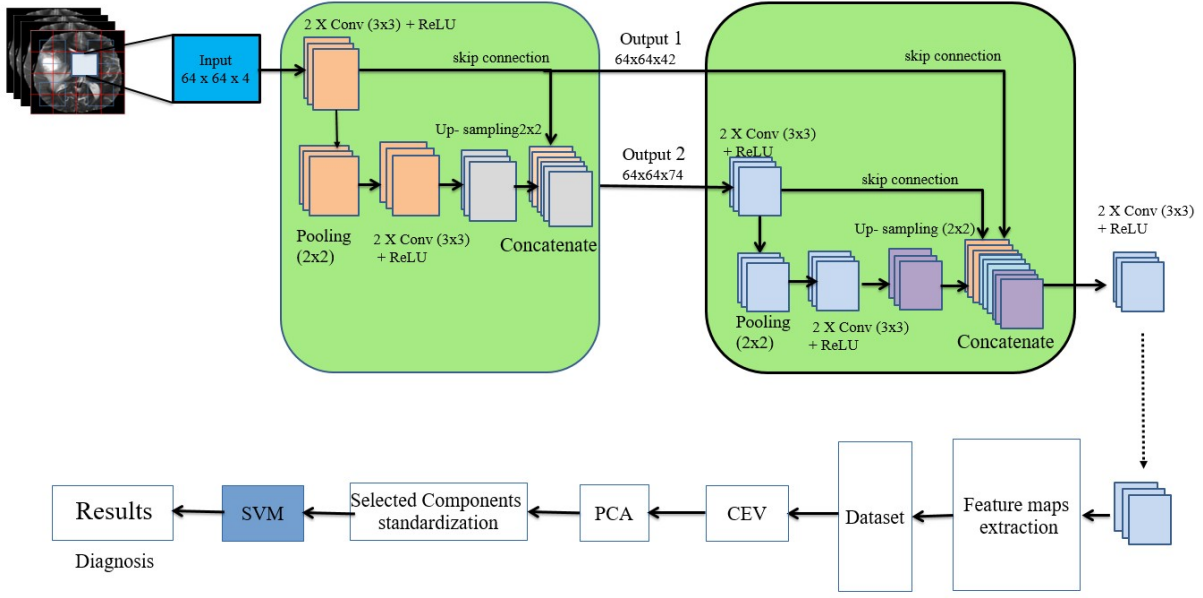 2 X Conv (3x3) + ReLU
Input
64 x 64 x 4
skip connection
Output 1
64x64x42
skip connection
Up- sampling2x2
Output 2
64x64x74
2 X Conv (3x3)
+ ReLU
skip connection
Pooling
(2x2)
2 X Conv (3x3)
+ ReLU
Concatenate
Up- sampling (2x2)
2 X Conv (3x3)
+ ReLU
Pooling
(2x2)
2 X Conv (3x3)
+ ReLU
Concatenate
Results
SVM
Selected Components
standardization
PCA
CEV
Dataset
Feature maps
extraction
Diagnosis